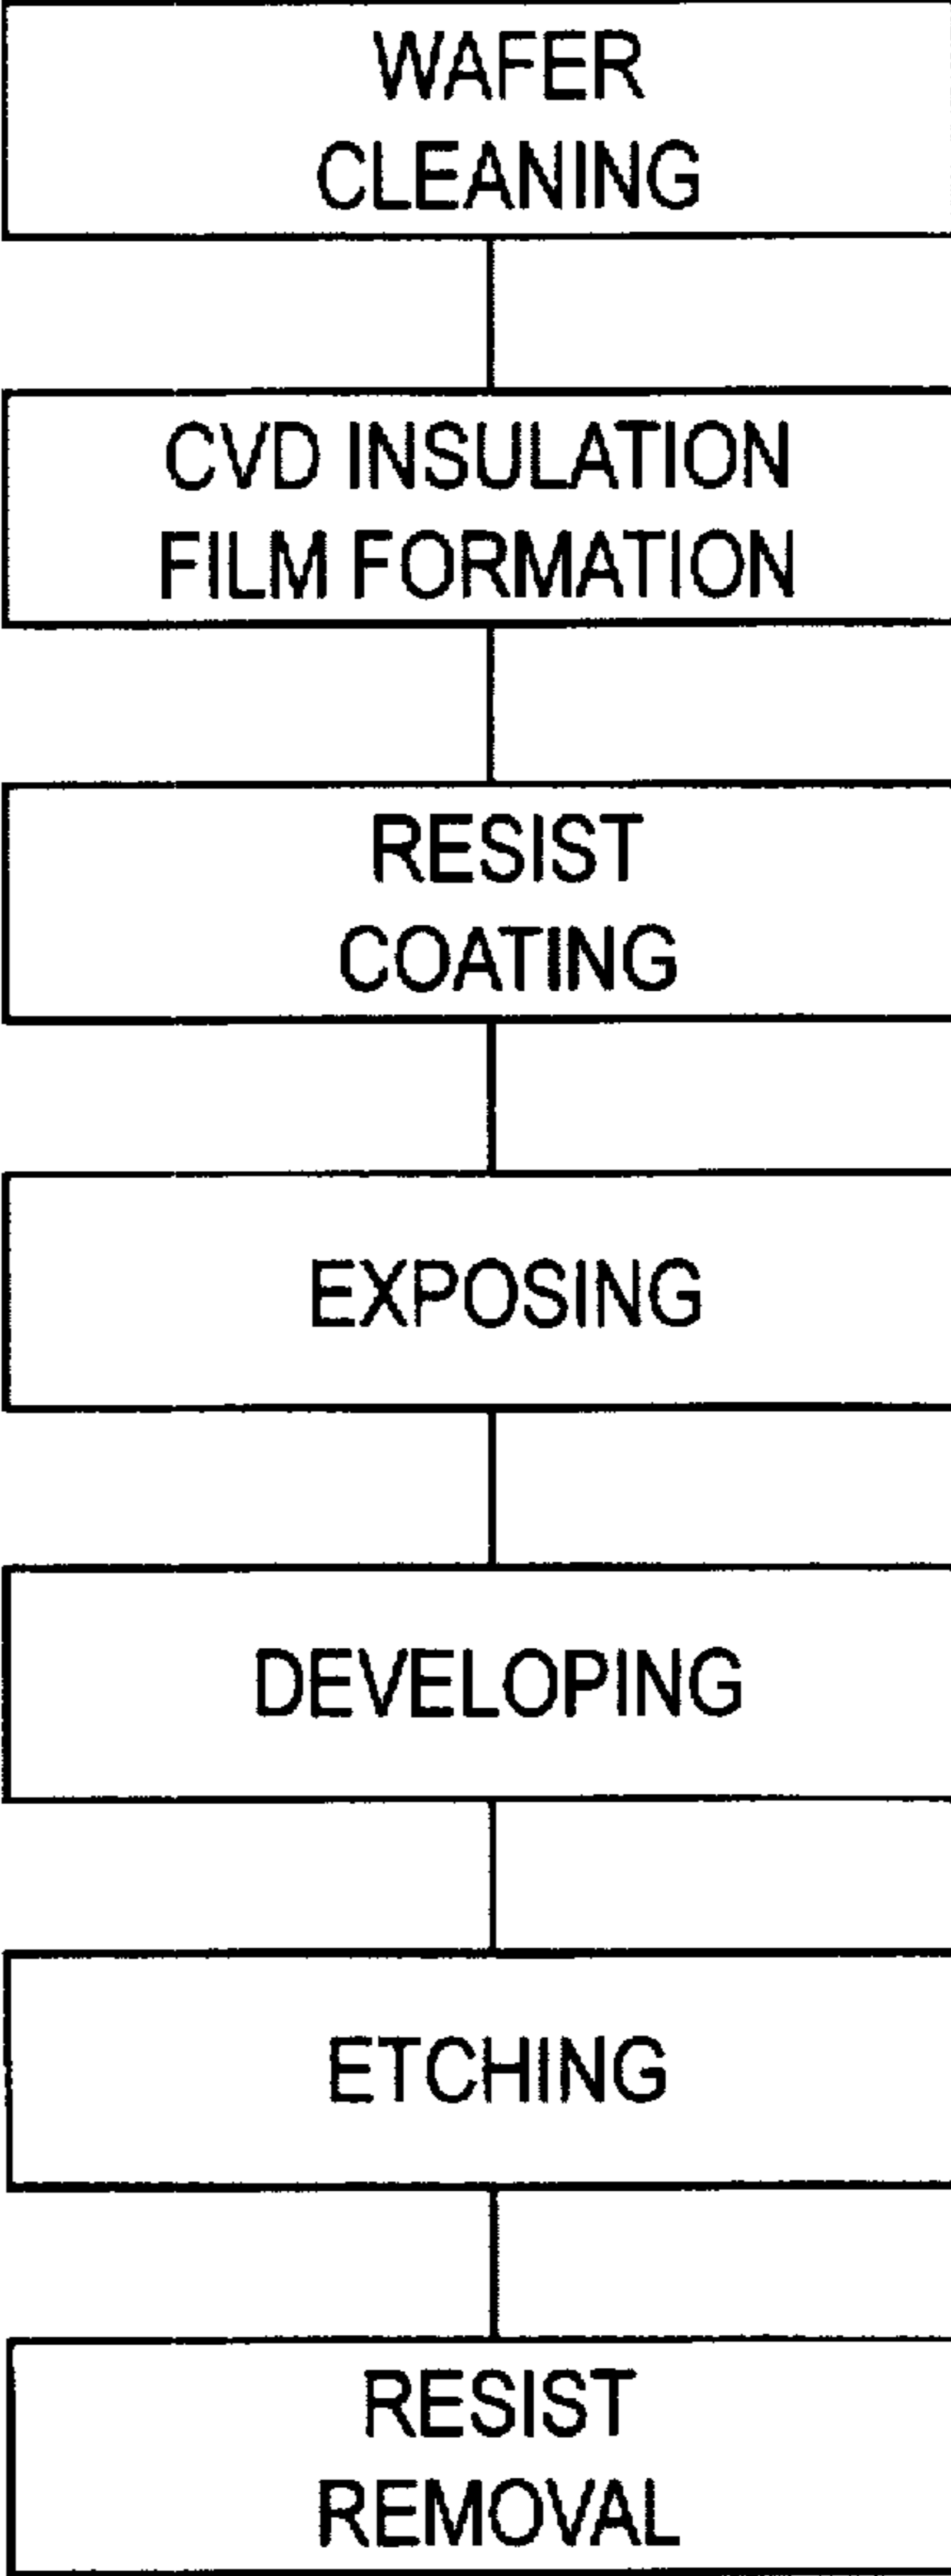 WAFER
CLEANING
CVD INSULATION
FILM FORMATION
RESIST
COATING
EXPOSING
DEVELOPING
ETCHING
RESIST
REMOVAL